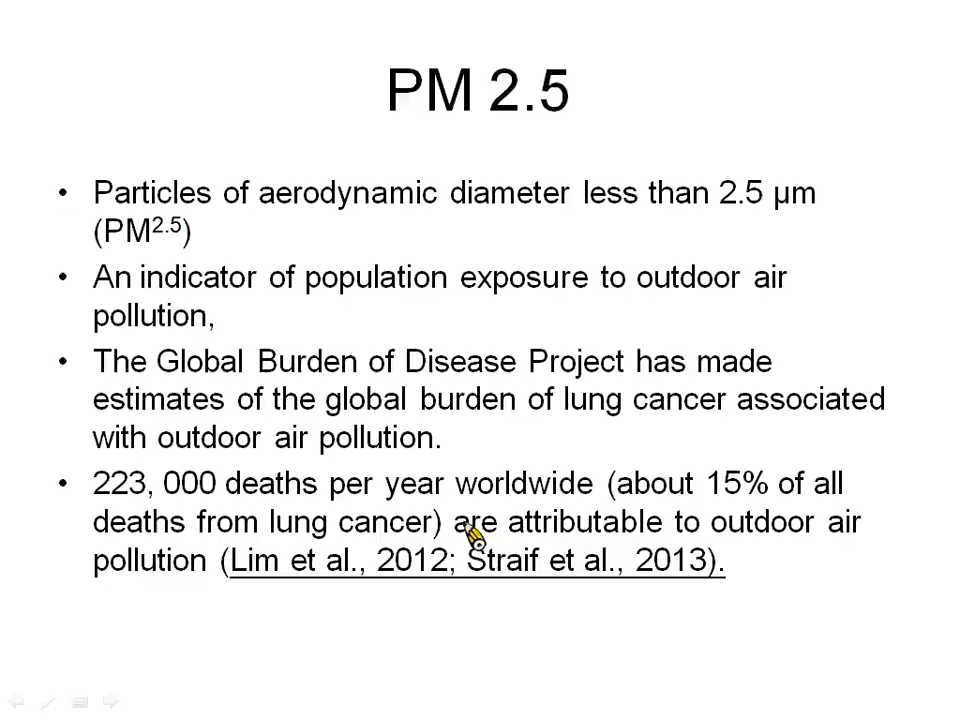 PM 2.5
• Particles of aerodynamic diameter less than 2.5 µm
(PM²·⁵)
• An indicator of population exposure to outdoor air
pollution,
• The Global Burden of Disease Project has made
estimates of the global burden of lung cancer associated
with outdoor air pollution.
• 223, 000 deaths per year worldwide (about 15% of all
deaths from lung cancer) are attributable to outdoor air
pollution (Lim et al., 2012; Straif et al., 2013).